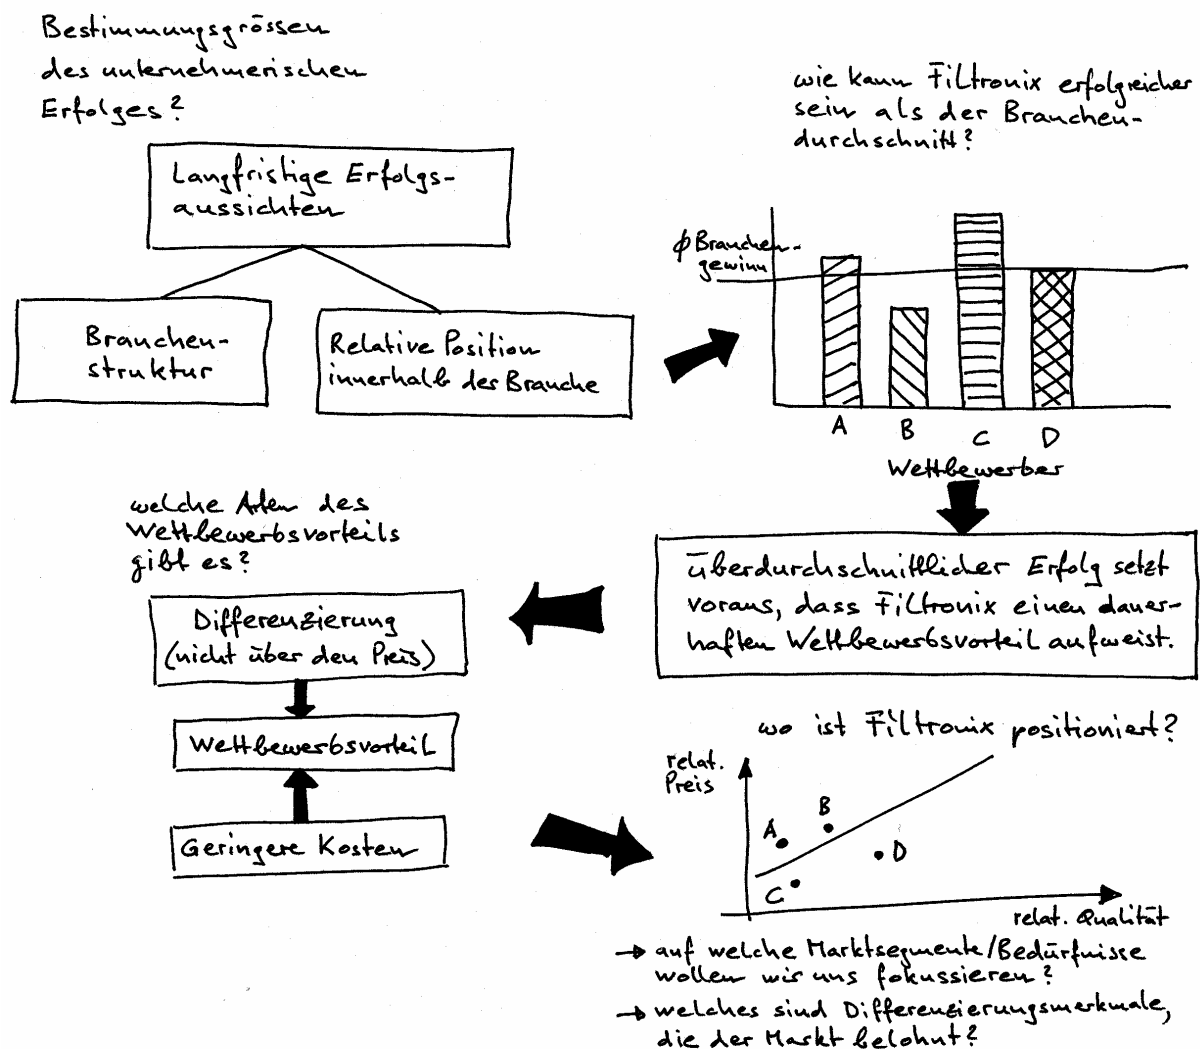 Bestimmungsgrössen
des unternehmerischen
Erfolges?
Langfristige Erfolgs-
aussichten
Branchen-
struktur
Relative Position
innerhalb der Branche
wie kann Filtronix erfolgreicher
sein als der Branchen-
durchschnitt?
ϕ Branchen-
gewinn
A B C D
Wettbewerber
überdurchschnittlicher Erfolg setzt
voraus, dass Filtronix einen dauer-
haften Wettbewerbsvorteil aufweist.
welche Arten des
Wettbewerbsvorteils
gibt es?
Differenzierung
(nicht über den Preis)
Wettbewerbsvorteil
Geringere Kosten
wo ist Filtronix positioniert?
relat.
Preis
A
B
C
D
relat. Qualität
→ auf welche Marktsegmente/Bedürfnisse
wollen wir uns fokussieren?
→ welches sind Differenzierungsmerkmale,
die der Markt belohnt?